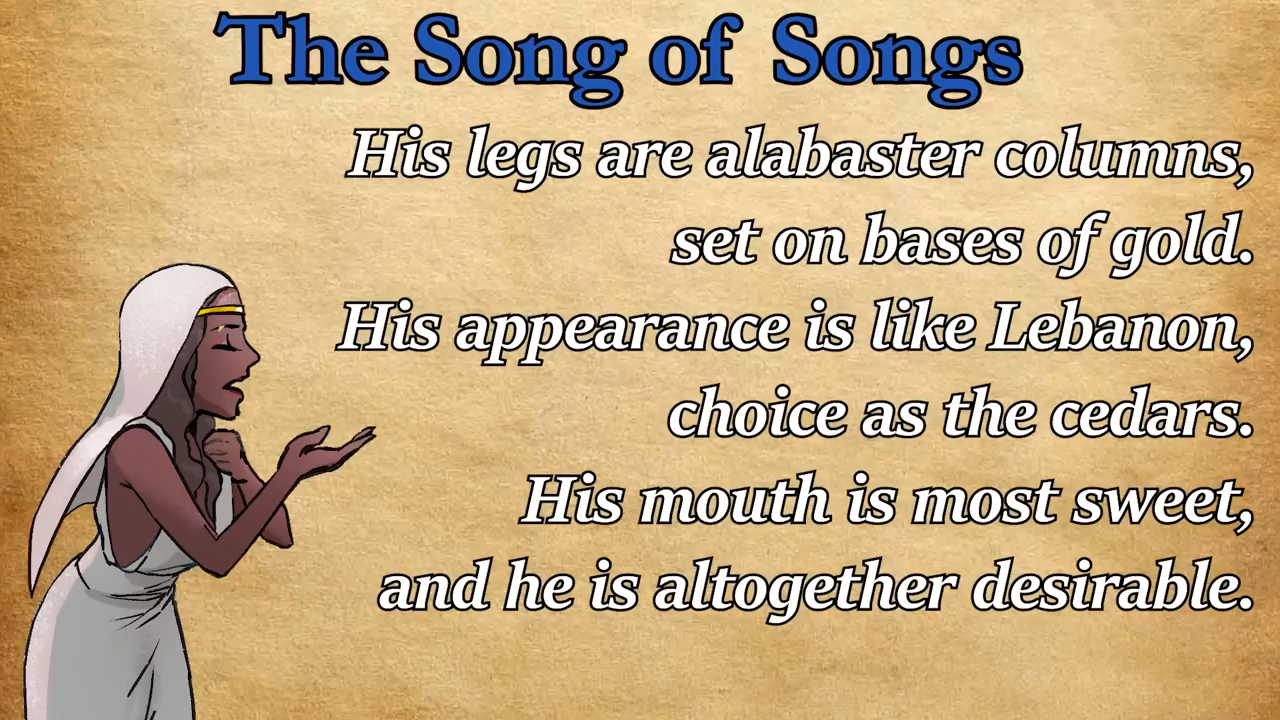 The Song of Songs
His legs are alabaster columns,
set on bases of gold.
His appearance is like Lebanon,
choice as the cedars.
His mouth is most sweet,
and he is altogether desirable.